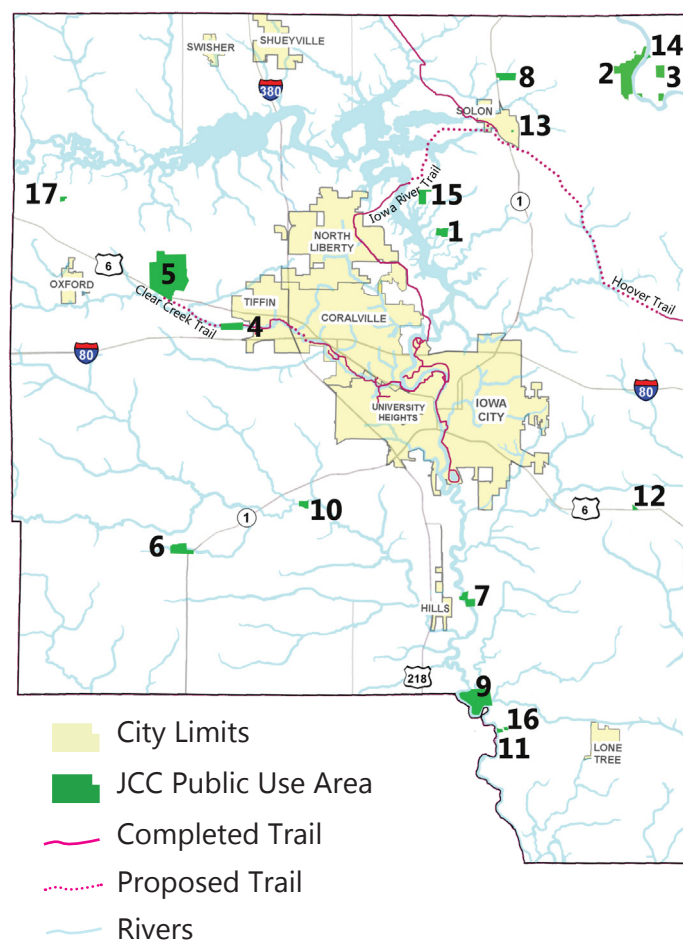 SHUEYVILLE
SWISHER
14
2
3
8
380
SOLON
13
17
15
Iowa River Trail
1
1
NORTH
LIBERTY
6
5
OXFORD
Hoover Trail
Clear Creek Trail
TIFFIN
4
CORALVILLE
80
80
UNIVERSITY
HEIGHTS
IOWA
CITY
12
10
6
1
6
7
HILLS
218
9
16
11
LONE
TREE
City Limits
JCC Public Use Area
Completed Trail
Proposed Trail
Rivers